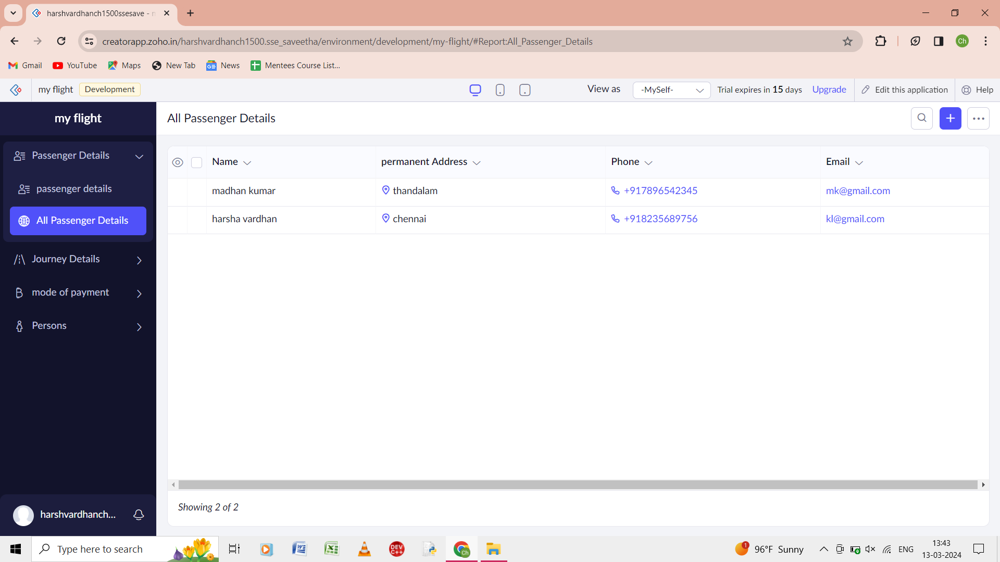 harshvardhanch1500ssesave -
creatorapp.zoho.in/harshvardhanch1500.sse_saveetha/environment/development/my-flight/#Report:All_Passenger_Details
Ch
Gmail YouTube Maps New Tab News Mentees Course List...
my flight Development View as -MySelf- Trial expires in 15 days Upgrade Edit this application Help
my flight
All Passenger Details
Passenger Details
passenger details
All Passenger Details
Journey Details
mode of payment
Persons
Name permanent Address Phone Email
madhan kumar thandalam +917896542345 mk@gmail.com
harsha vardhan chennai +918235689756 kl@gmail.com
Showing 2 of 2
harshvardhanch...
Type here to search
DEV C++
Ch
1
96°F Sunny
ENG
13:43
13-03-2024